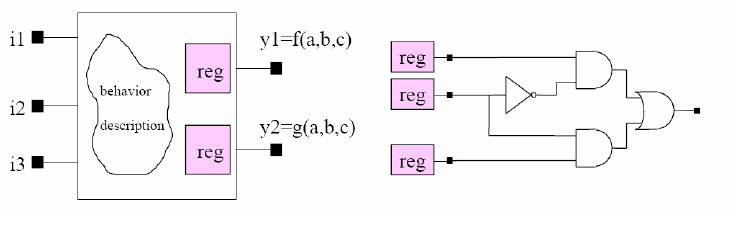 i1
i2
i3
behavior
description
reg
reg
y1=f(a,b,c)
y2=g(a,b,c)
reg
reg
reg